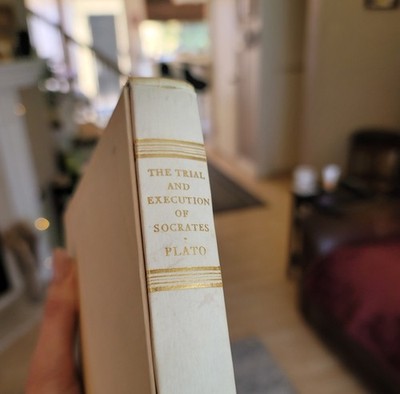 THE TRIAL
AND
EXECUTION
OF
SOCRATES
·
PLATO